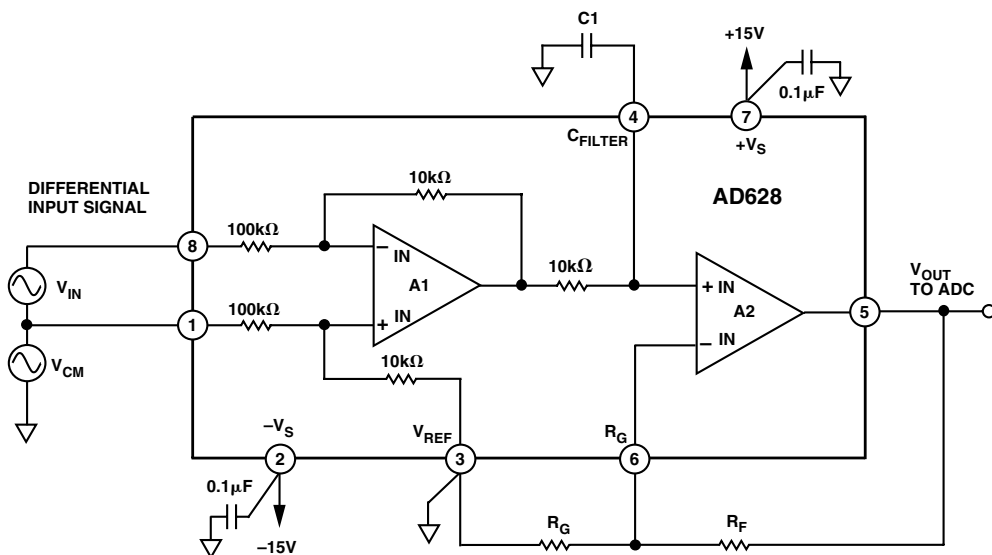 C1
+15V
0.1µF
4
7
C_FILTER
+V_S
DIFFERENTIAL
INPUT SIGNAL
10kΩ
AD628
8
100kΩ
– IN
A1
10kΩ
+ IN
A2
V_OUT
TO ADC
V_IN
1
100kΩ
+ IN
– IN
5
V_CM
10kΩ
–V_S
V_REF
R_G
2
3
6
0.1µF
–15V
R_G
R_F